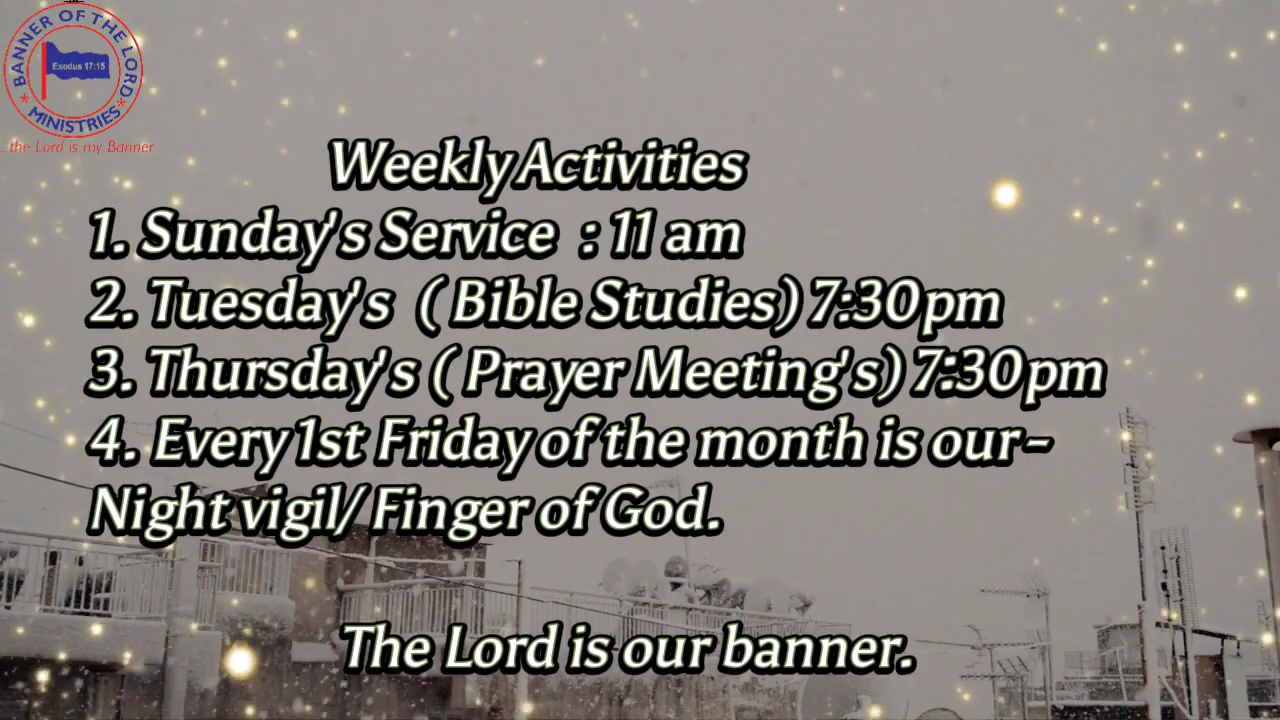 BANNER OF THE LORD
Exodus 17:15
* MINISTRIES *
...the Lord is my Banner
Weekly Activities
1. Sunday's Service : 11 am
2. Tuesday's ( Bible Studies) 7:30pm
3. Thursday's ( Prayer Meeting's) 7:30pm
4. Every 1st Friday of the month is our-
Night vigil/ Finger of God.
The Lord is our banner.